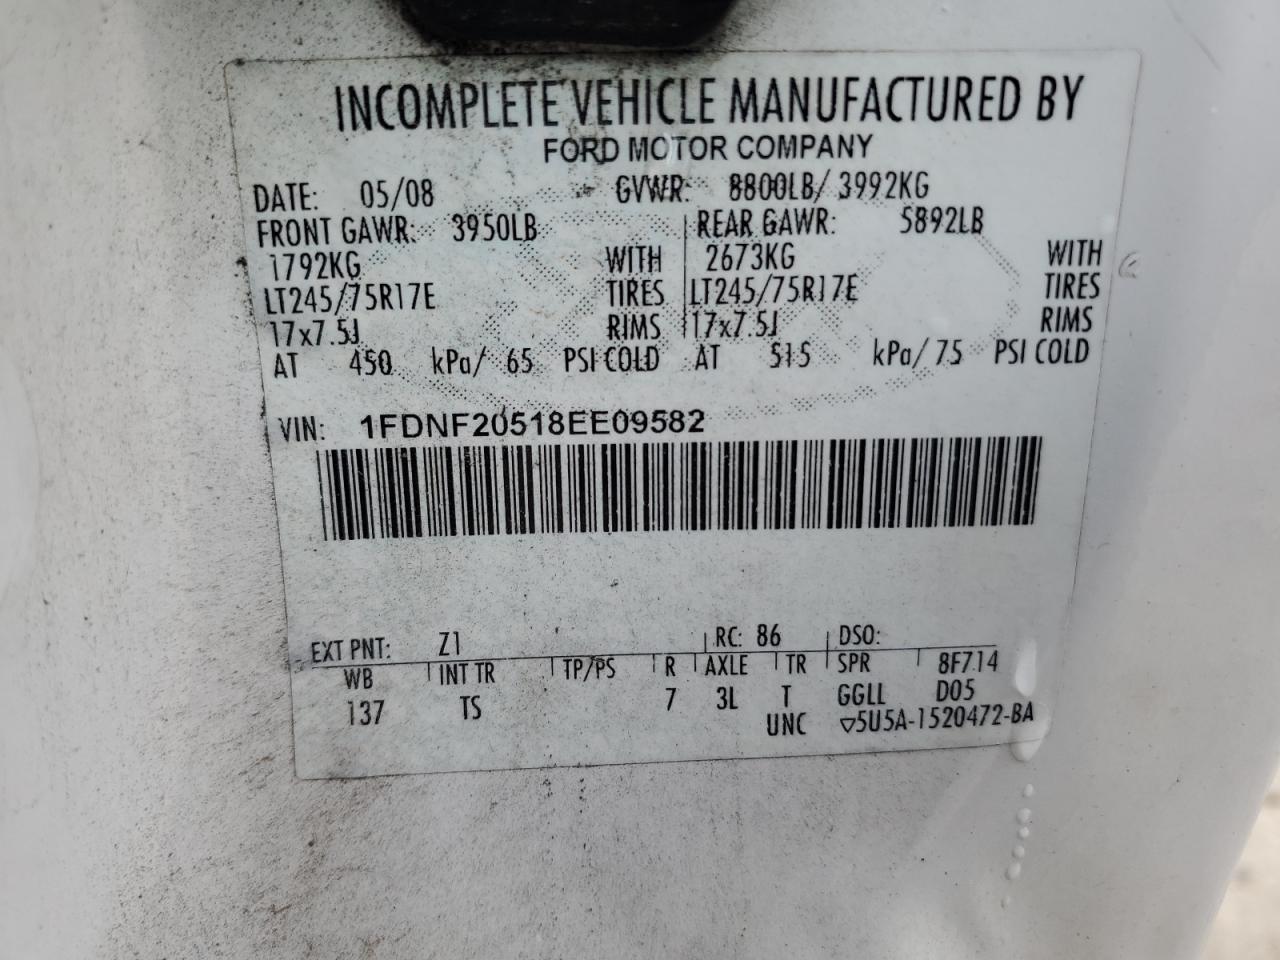 INCOMPLETE VEHICLE MANUFACTURED BY
FORD MOTOR COMPANY
DATE: 05/08 GVWR: 8800LB/ 3992KG
FRONT GAWR: 3950LB REAR GAWR: 5892LB
1792KG WITH 2673KG WITH
LT245/75R17E TIRES LT245/75R17E TIRES
17x7.5J RIMS 17x7.5J RIMS
AT 450 kPa/ 65 PSI COLD AT 515 kPa/ 75 PSI COLD
VIN: 1FDNF20518EE09582
EXT PNT: Z1 RC: 86 DSO:
WB INT TR TP/PS R AXLE TR SPR 8F714
137 TS 7 3L T GGLL D05
UNC ▽5U5A-1520472-BA